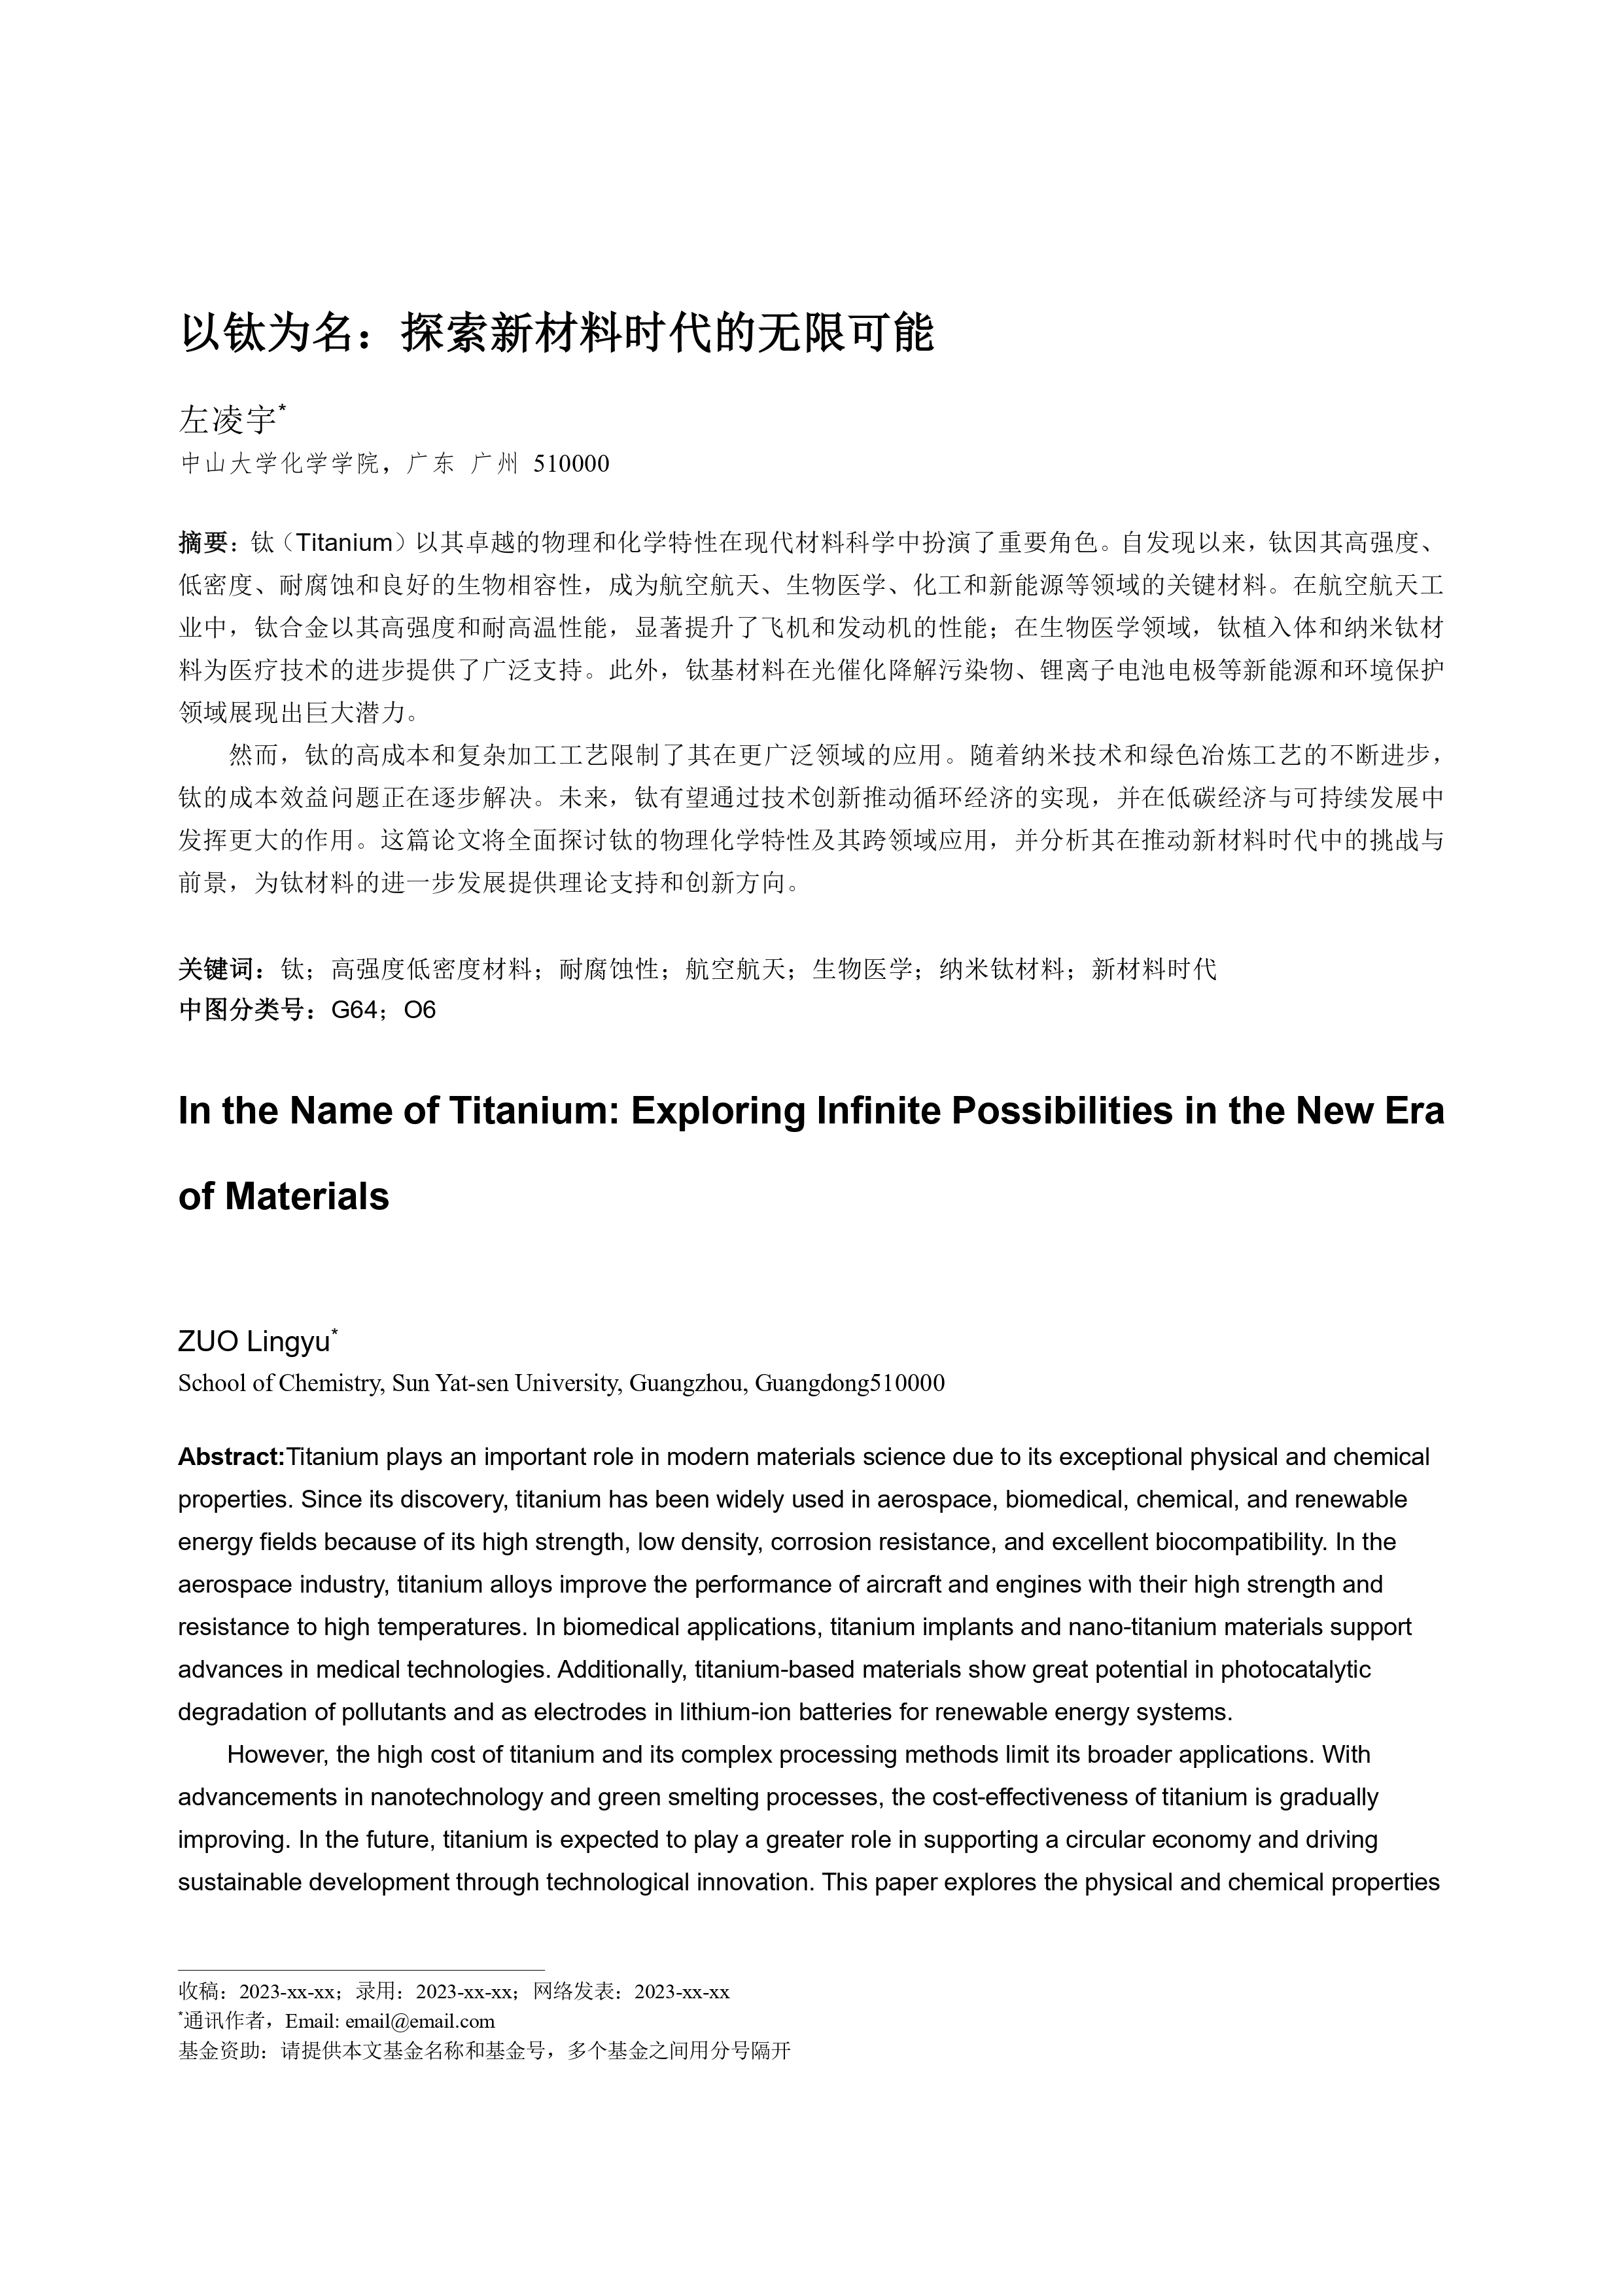 以钛为名：探索新材料时代的无限可能
左凌宇*
中山大学化学学院，广东 广州 510000
摘要：钛（Titanium）以其卓越的物理和化学特性在现代材料科学中扮演了重要角色。自发现以来，钛因其高强度、
低密度、耐腐蚀和良好的生物相容性，成为航空航天、生物医学、化工和新能源等领域的关键材料。在航空航天工
业中，钛合金以其高强度和耐高温性能，显著提升了飞机和发动机的性能；在生物医学领域，钛植入体和纳米钛材
料为医疗技术的进步提供了广泛支持。此外，钛基材料在光催化降解污染物、锂离子电池电极等新能源和环境保护
领域展现出巨大潜力。
然而，钛的高成本和复杂加工工艺限制了其在更广泛领域的应用。随着纳米技术和绿色冶炼工艺的不断进步，
钛的成本效益问题正在逐步解决。未来，钛有望通过技术创新推动循环经济的实现，并在低碳经济与可持续发展中
发挥更大的作用。这篇论文将全面探讨钛的物理化学特性及其跨领域应用，并分析其在推动新材料时代中的挑战与
前景，为钛材料的进一步发展提供理论支持和创新方向。
关键词：钛；高强度低密度材料；耐腐蚀性；航空航天；生物医学；纳米钛材料；新材料时代
中图分类号：G64；O6
In the Name of Titanium: Exploring Infinite Possibilities in the New Era
of Materials
ZUO Lingyu*
School of Chemistry, Sun Yat-sen University, Guangzhou, Guangdong510000
Abstract:Titanium plays an important role in modern materials science due to its exceptional physical and chemical
properties. Since its discovery, titanium has been widely used in aerospace, biomedical, chemical, and renewable
energy fields because of its high strength, low density, corrosion resistance, and excellent biocompatibility. In the
aerospace industry, titanium alloys improve the performance of aircraft and engines with their high strength and
resistance to high temperatures. In biomedical applications, titanium implants and nano-titanium materials support
advances in medical technologies. Additionally, titanium-based materials show great potential in photocatalytic
degradation of pollutants and as electrodes in lithium-ion batteries for renewable energy systems.
However, the high cost of titanium and its complex processing methods limit its broader applications. With
advancements in nanotechnology and green smelting processes, the cost-effectiveness of titanium is gradually
improving. In the future, titanium is expected to play a greater role in supporting a circular economy and driving
sustainable development through technological innovation. This paper explores the physical and chemical properties
收稿：2023-xx-xx；录用：2023-xx-xx；网络发表：2023-xx-xx
*通讯作者，Email: email@email.com
基金资助：请提供本文基金名称和基金号，多个基金之间用分号隔开